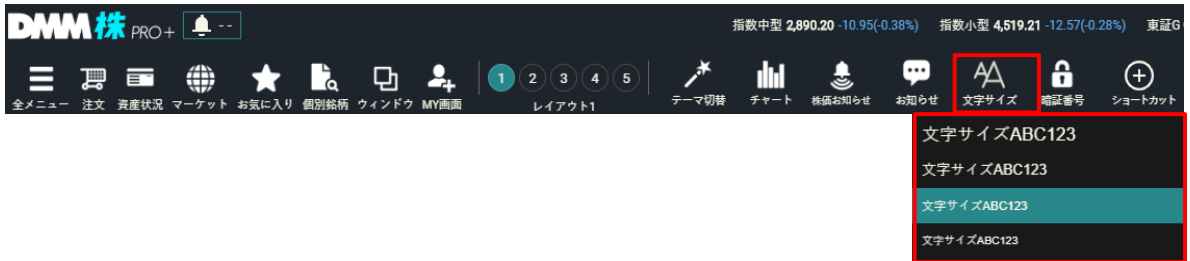 DMM 株 PRO+ --
指数中型 2,890.20 -10.95(-0.38%) 指数小型 4,519.21 -12.57(-0.28%) 東証G
1 2 3 4 5
全メニュー 注文 資産状況 マーケット お気に入り 個別銘柄 ウィンドウ MY画面 レイアウト1 テーマ切替 チャート 株価お知らせ お知らせ 文字サイズ 暗証番号 ショートカット
文字サイズABC123
文字サイズABC123
文字サイズABC123
文字サイズABC123